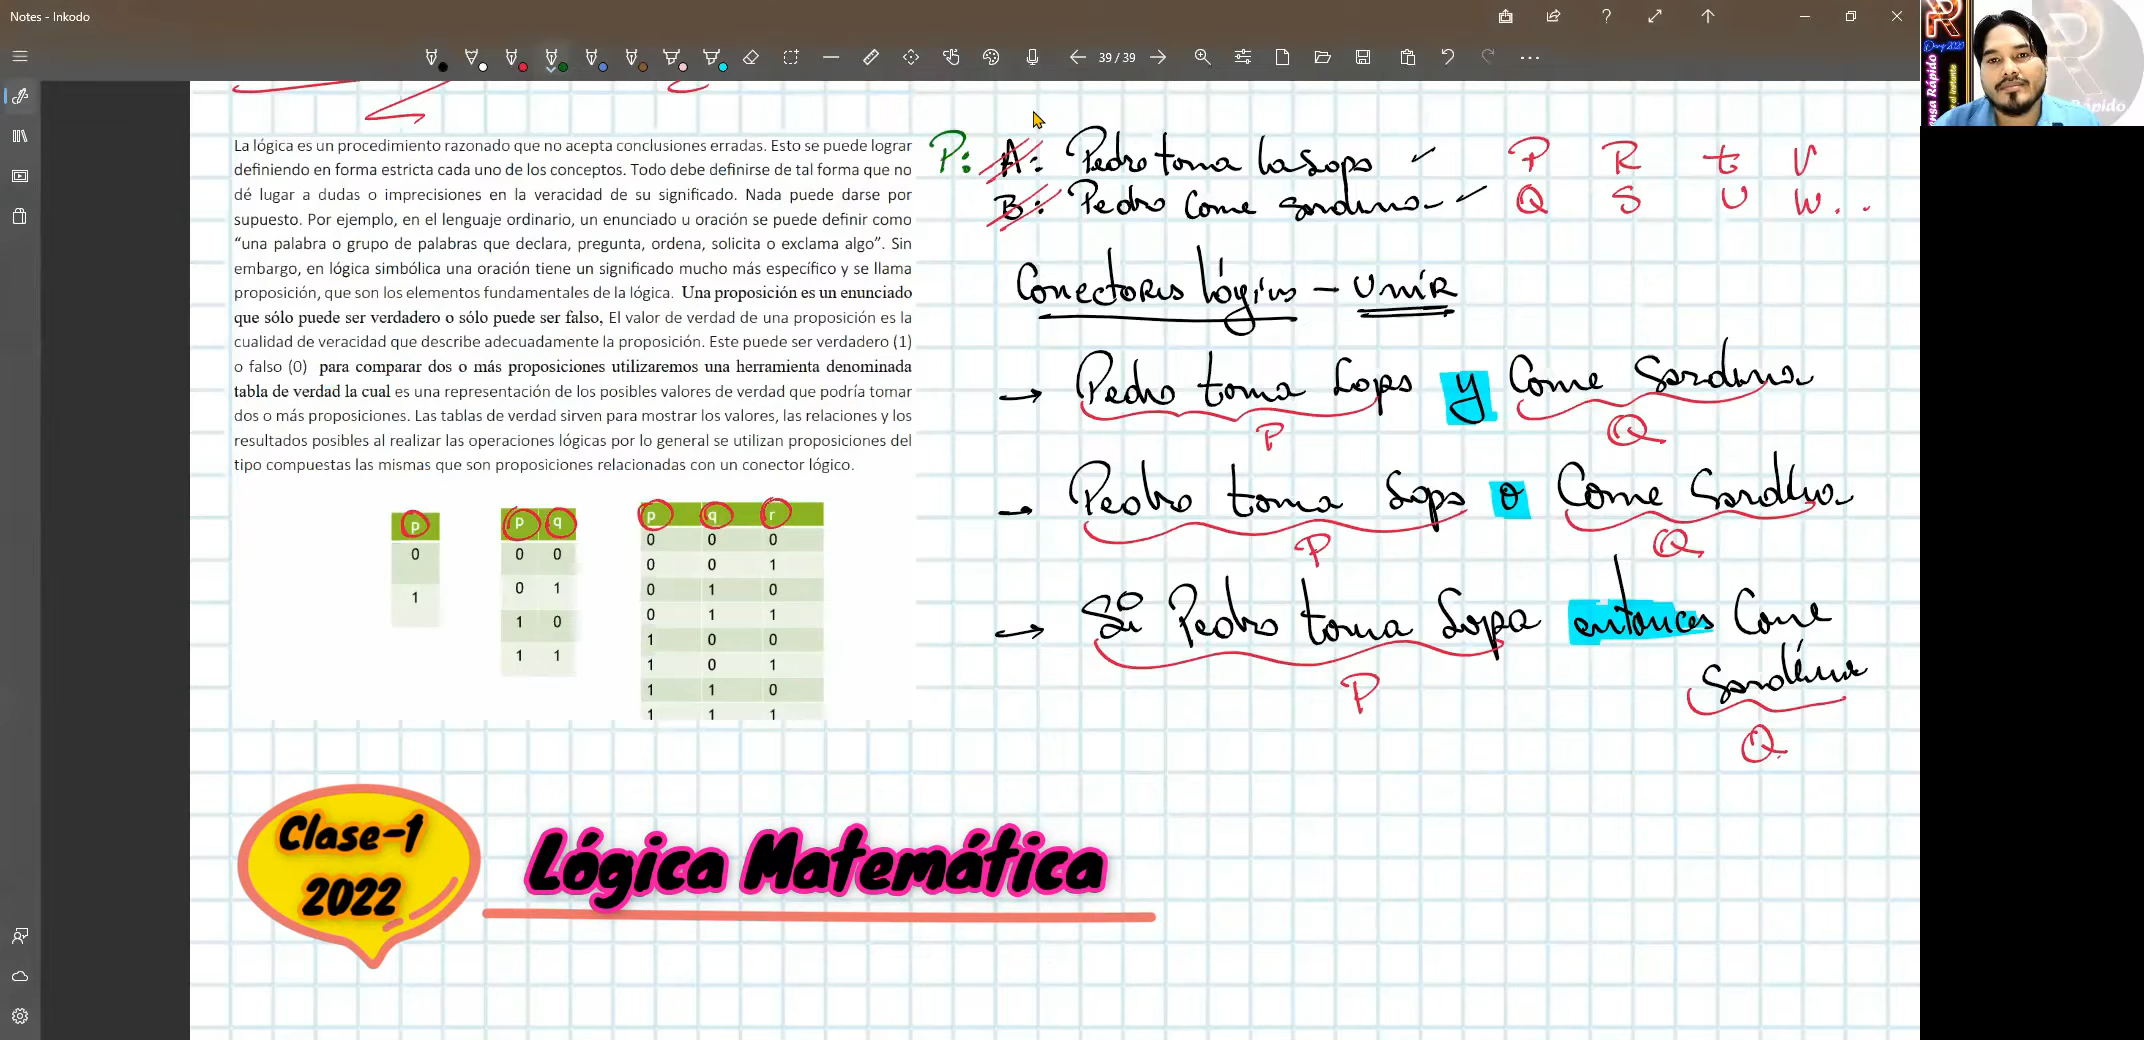 Notes - Inkodo
39 / 39
La lógica es un procedimiento razonado que no acepta conclusiones erradas. Esto se puede lograr
definiendo en forma estricta cada uno de los conceptos. Todo debe definirse de tal forma que no
dé lugar a dudas o imprecisiones en la veracidad de su significado. Nada puede darse por
supuesto. Por ejemplo, en el lenguaje ordinario, un enunciado u oración se puede definir como
“una palabra o grupo de palabras que declara, pregunta, ordena, solicita o exclama algo”. Sin
embargo, en lógica simbólica una oración tiene un significado mucho más específico y se llama
proposición, que son los elementos fundamentales de la lógica. Una proposición es un enunciado
que sólo puede ser verdadero o sólo puede ser falso, El valor de verdad de una proposición es la
cualidad de veracidad que describe adecuadamente la proposición. Este puede ser verdadero (1)
o falso (0) para comparar dos o más proposiciones utilizaremos una herramienta denominada
tabla de verdad la cual es una representación de los posibles valores de verdad que podría tomar
dos o más proposiciones. Las tablas de verdad sirven para mostrar los valores, las relaciones y los
resultados posibles al realizar las operaciones lógicas por lo general se utilizan proposiciones del
tipo compuestas las mismas que son proposiciones relacionadas con un conector lógico.
p
0
1
p q
0 0
0 1
1 0
1 1
p q r
0 0 0
0 0 1
0 1 0
0 1 1
1 0 0
1 0 1
1 1 0
1 1 1
P: A: Pedro toma la sopa P R t V
B: Pedro come sardina Q S U W . .
Conectores lógicos - Unir
→ Pedro toma sopa y come sardina
P Q
→ Pedro toma sopa o come sardina
P Q
→ Si Pedro toma sopa entonces come
sardina
P
Q
Clase-1
2022
Lógica Matemática